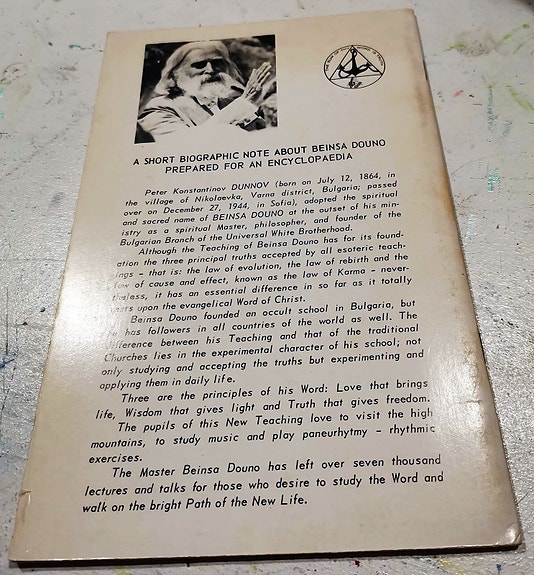 A SHORT BIOGRAPHIC NOTE ABOUT BEINSA DOUNO
PREPARED FOR AN ENCYCLOPAEDIA
Peter Konstantinov DUNNOV (born on July 12, 1864, in
the village of Nikolaevka, Varna district, Bulgaria; passed
over on December 27, 1944, in Sofia), adopted the spiritual
and sacred name of BEINSA DOUNO at the outset of his min-
istry as a spiritual Master, philosopher, and founder of the
Bulgarian Branch of the Universal White Brotherhood.
Although the Teaching of Beinsa Douno has for its found-
ation the three principal truths accepted by all esoteric teach-
ings – that is: the law of evolution, the law of rebirth and the
law of cause and effect, known as the law of Karma – never-
theless, it has an essential difference in so far as it totally
rests upon the evangelical Word of Christ.
Beinsa Douno founded an occult school in Bulgaria, but
he has followers in all countries of the world as well. The
difference between his Teaching and that of the traditional
Churches lies in the experimental character of his school; not
only studying and accepting the truths but experimenting and
applying them in daily life.
Three are the principles of his Word: Love that brings
life, Wisdom that gives light and Truth that gives freedom.
The pupils of this New Teaching love to visit the high
mountains, to study music and play paneurhytmy – rhythmic
exercises.
The Master Beinsa Douno has left over seven thousand
lectures and talks for those who desire to study the Word and
walk on the bright Path of the New Life.